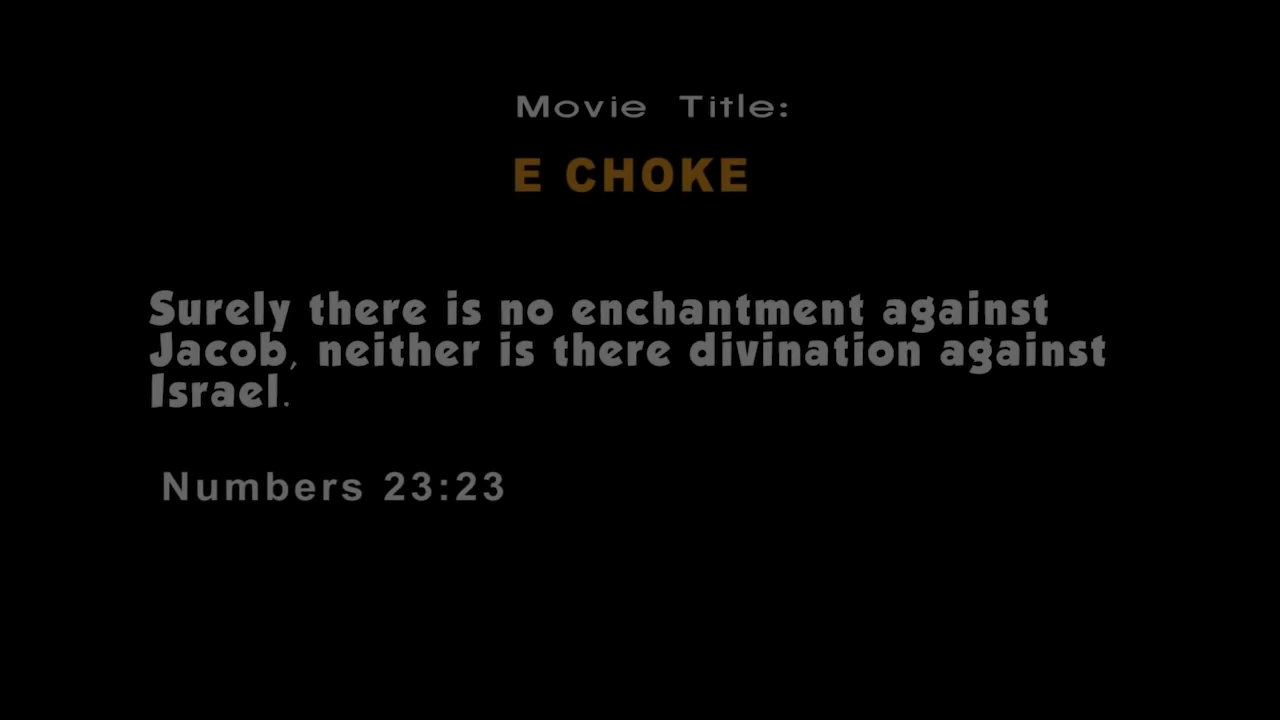 Movie Title:
E CHOKE
Surely there is no enchantment against
Jacob, neither is there divination against
Israel.
Numbers 23:23